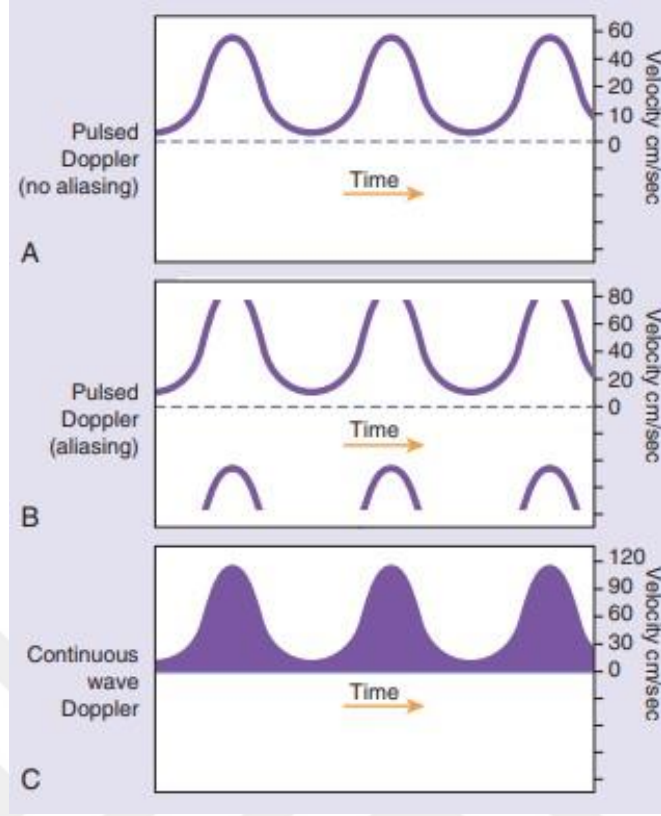 60
40
20
10
0
Velocity cm/sec
Pulsed
Doppler
(no aliasing)
Time
A
80
60
40
20
0
Velocity cm/sec
Pulsed
Doppler
(aliasing)
Time
B
120
90
60
30
0
Velocity cm/sec
Continuous
wave
Doppler
Time
C